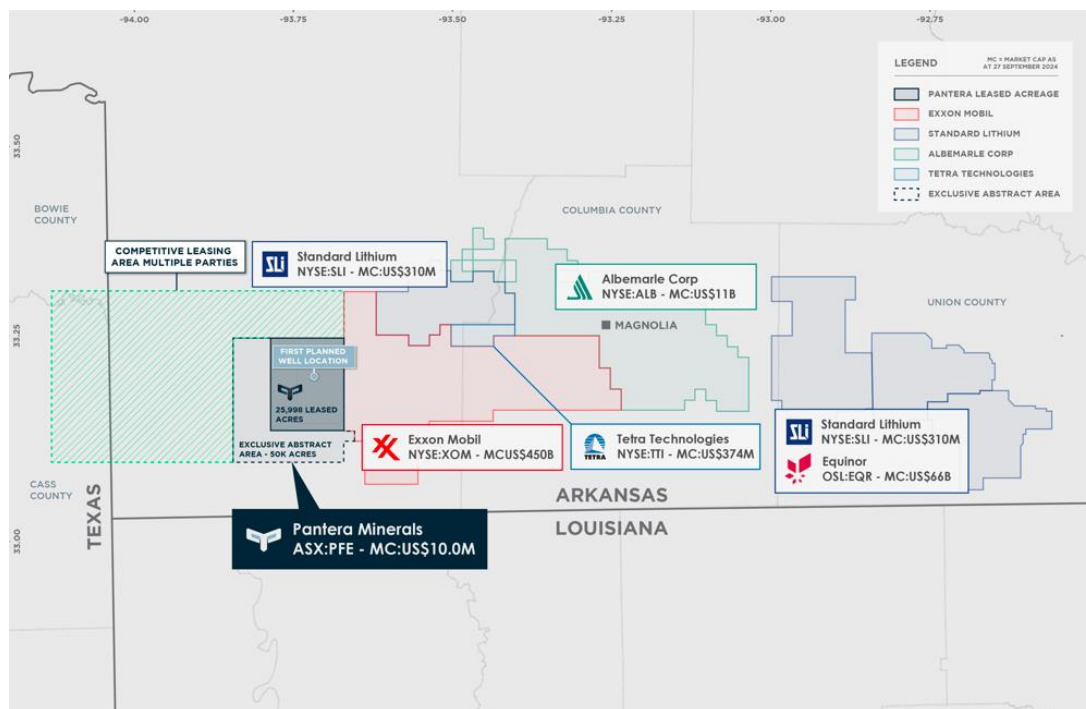 -94.00
-93.75
-93.50
-93.25
-93.00
-92.75
33.50
33.25
33.00
LEGEND
MC = MARKET CAP AS
AT 27 SEPTEMBER 2024
PANTERA LEASED ACREAGE
EXXON MOBIL
STANDARD LITHIUM
ALBEMARLE CORP
TETRA TECHNOLOGIES
EXCLUSIVE ABSTRACT AREA
BOWIE
COUNTY
COLUMBIA COUNTY
UNION COUNTY
COMPETITIVE LEASING
AREA MULTIPLE PARTIES
SLi
Standard Lithium
NYSE:SLI - MC:US$310M
Albemarle Corp
NYSE:ALB - MC:US$11B
MAGNOLIA
FIRST PLANNED
WELL LOCATION
25,998 LEASED
ACRES
EXCLUSIVE ABSTRACT
AREA - 50K ACRES
Exxon Mobil
NYSE:XOM - MCUS$450B
TETRA
Tetra Technologies
NYSE:TTI - MC:US$374M
SLi
Standard Lithium
NYSE:SLI - MC:US$310M
Equinor
OSL:EQR - MC:US$66B
CASS
COUNTY
TEXAS
ARKANSAS
LOUISIANA
Pantera Minerals
ASX:PFE - MC:US$10.0M